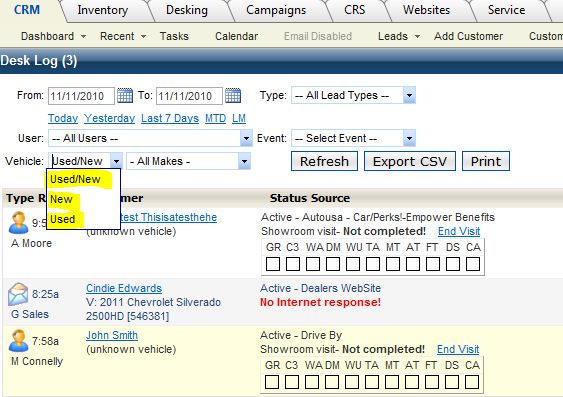 CRM Inventory Desking Campaigns CRS Websites Service
Dashboard Recent Tasks Calendar Email Disabled Leads Add Customer Custom
Desk Log (3)
From: 11/11/2010 To: 11/11/2010 Type: -- All Lead Types --
Today Yesterday Last 7 Days MTD LM
User: -- All Users -- Event: -- Select Event --
Vehicle: Used/New - All Makes - Refresh Export CSV Print
Used/New
New
Used
Type R mer Status Source
9:5 test Thisisatesthehe Active - Autousa - Car/Perks!-Empower Benefits
A Moore (unknown vehicle) Showroom visit- Not completed! End Visit
GR C3 WA DM WU TA MT AT FT DS CA
8:25a Cindie Edwards Active - Dealers WebSite
G Sales V: 2011 Chevrolet Silverado No Internet response!
2500HD [546381]
7:58a John Smith Active - Drive By
M Connelly (unknown vehicle) Showroom visit- Not completed! End Visit
GR C3 WA DM WU TA MT AT FT DS CA